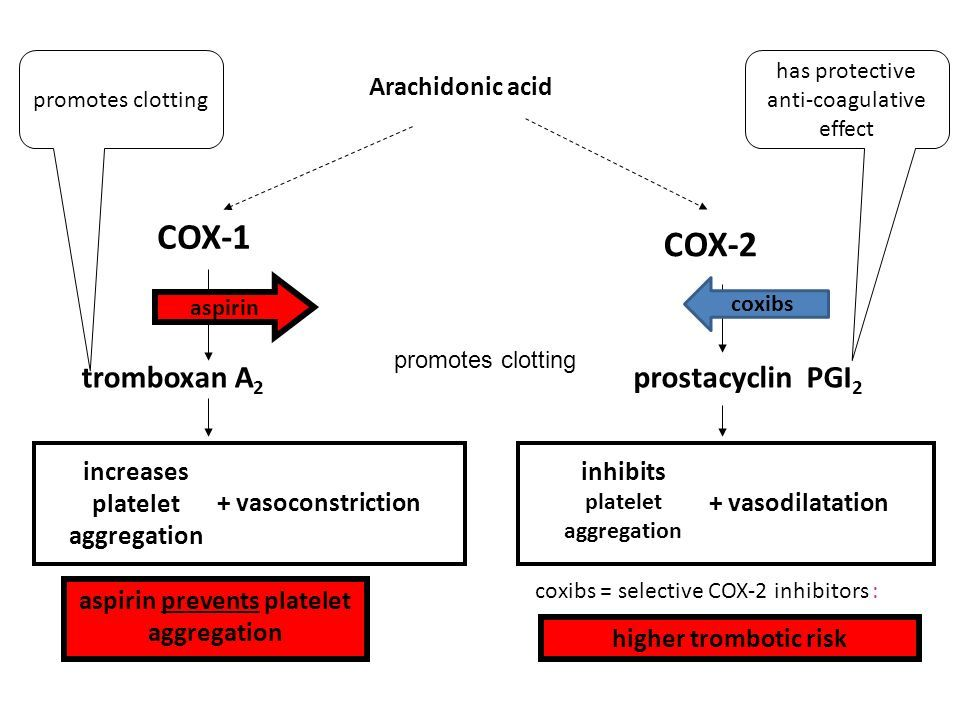 promotes clotting
Arachidonic acid
has protective
anti-coagulative
effect
COX-1
COX-2
aspirin
coxibs
promotes clotting
tromboxan A₂
prostacyclin PGI₂
increases
platelet
aggregation
+ vasoconstriction
inhibits
platelet
aggregation
+ vasodilatation
aspirin prevents platelet
aggregation
coxibs = selective COX-2 inhibitors :
higher trombotic risk